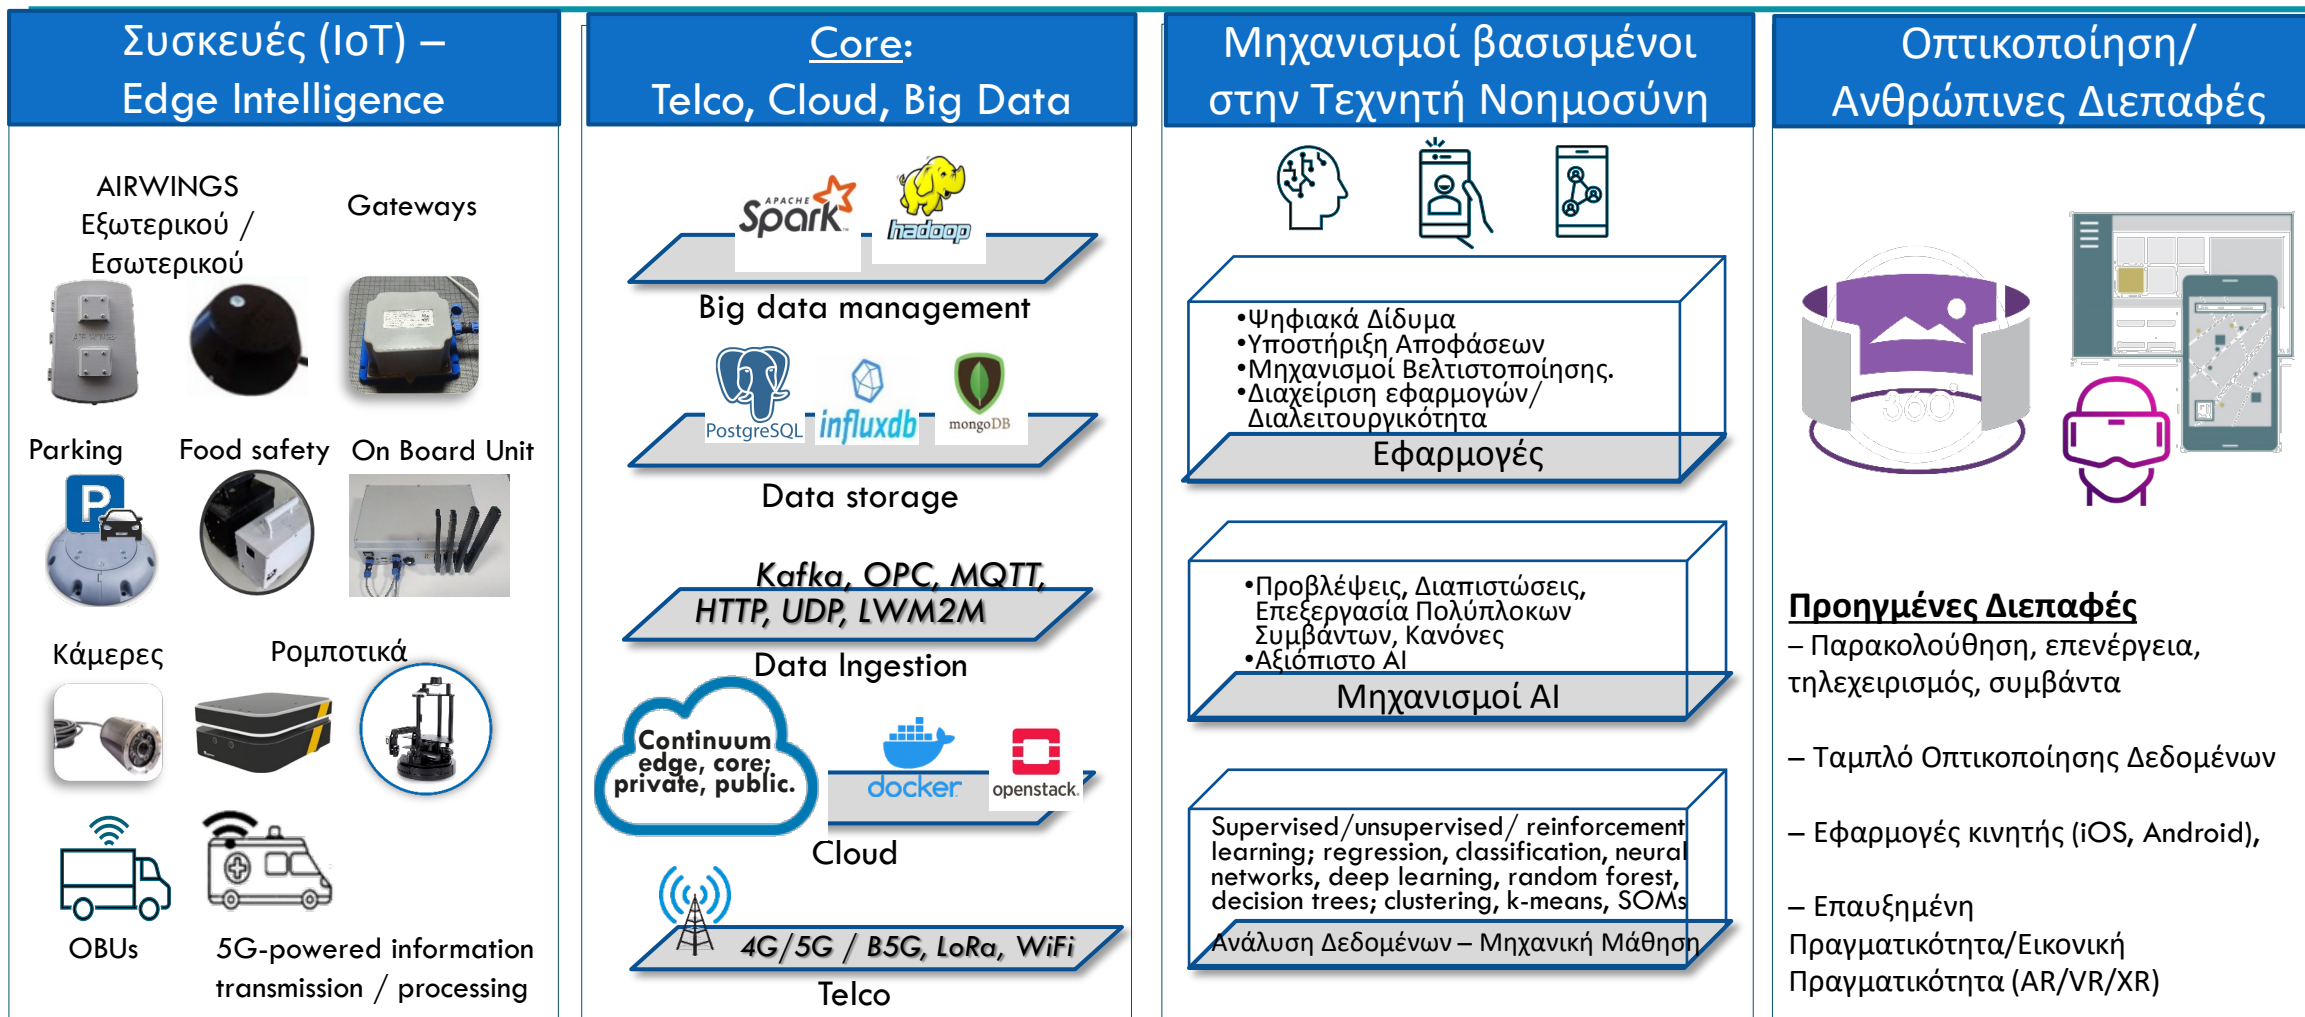 Συσκευές (IoT) –
Edge Intelligence
AIRWINGS
Εξωτερικού /
Εσωτερικού
Gateways
AIR WINGS
Parking
Food safety
On Board Unit
P
Κάμερες
Ρομποτικά
OBUs
5G-powered information
transmission / processing
Core:
Telco, Cloud, Big Data
APACHE
Spark
hadoop
Big data management
PostgreSQL
influxdb
mongoDB
Data storage
Kafka, OPC, MQTT,
HTTP, UDP, LWM2M
Data Ingestion
Continuum
edge, core;
private, public.
docker
openstack.
Cloud
4G/5G / B5G, LoRa, WiFi
Telco
Μηχανισμοί βασισμένοι
στην Τεχνητή Νοημοσύνη
•Ψηφιακά Δίδυμα
•Υποστήριξη Αποφάσεων
•Μηχανισμοί Βελτιστοποίησης.
•Διαχείριση εφαρμογών/
Διαλειτουργικότητα
Εφαρμογές
•Προβλέψεις, Διαπιστώσεις,
Επεξεργασία Πολύπλοκων
Συμβάντων, Κανόνες
•Αξιόπιστο AI
Μηχανισμοί AI
Supervised/unsupervised/ reinforcement
learning; regression, classification, neural
networks, deep learning, random forest,
decision trees; clustering, k-means, SOMs
Ανάλυση Δεδομένων – Μηχανική Μάθηση
Οπτικοποίηση/
Ανθρώπινες Διεπαφές
360°
Προηγμένες Διεπαφές
– Παρακολούθηση, επενέργεια,
τηλεχειρισμός, συμβάντα
– Ταμπλό Οπτικοποίησης Δεδομένων
– Εφαρμογές κινητής (iOS, Android),
– Επαυξημένη
Πραγματικότητα/Εικονική
Πραγματικότητα (AR/VR/XR)